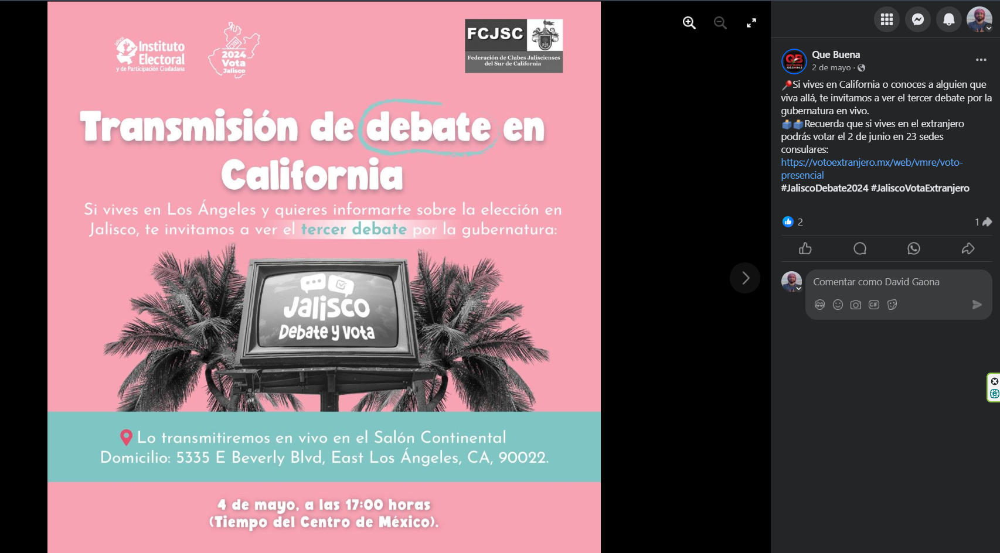 Jalisco
Instituto
Electoral
y de Participación Ciudadana
2024
Vota
Jalisco
FCJSC
Federación de Clubes Jaliscienses
del Sur de California
Transmisión de debate en
California
Si vives en Los Ángeles y quieres informarte sobre la elección en
Jalisco, te invitamos a ver el tercer debate por la gubernatura:
Jalisco
Debate y Vota
Lo transmitiremos en vivo en el Salón Continental
Domicilio: 5335 E Beverly Blvd, East Los Ángeles, CA, 90022.
4 de mayo, a las 17:00 horas
(Tiempo del Centro de México).
QB
QUE BUENA
Que Buena
2 de mayo ·
Si vives en California o conoces a alguien que
viva allá, te invitamos a ver el tercer debate por la
gubernatura en vivo.
Recuerda que si vives en el extranjero
podrás votar el 2 de junio en 23 sedes
consulares:
https://votoextranjero.mx/web/vmre/voto-
presencial
#JaliscoDebate2024 #JaliscoVotaExtranjero
2
1
Comentar como David Gaona
GIF